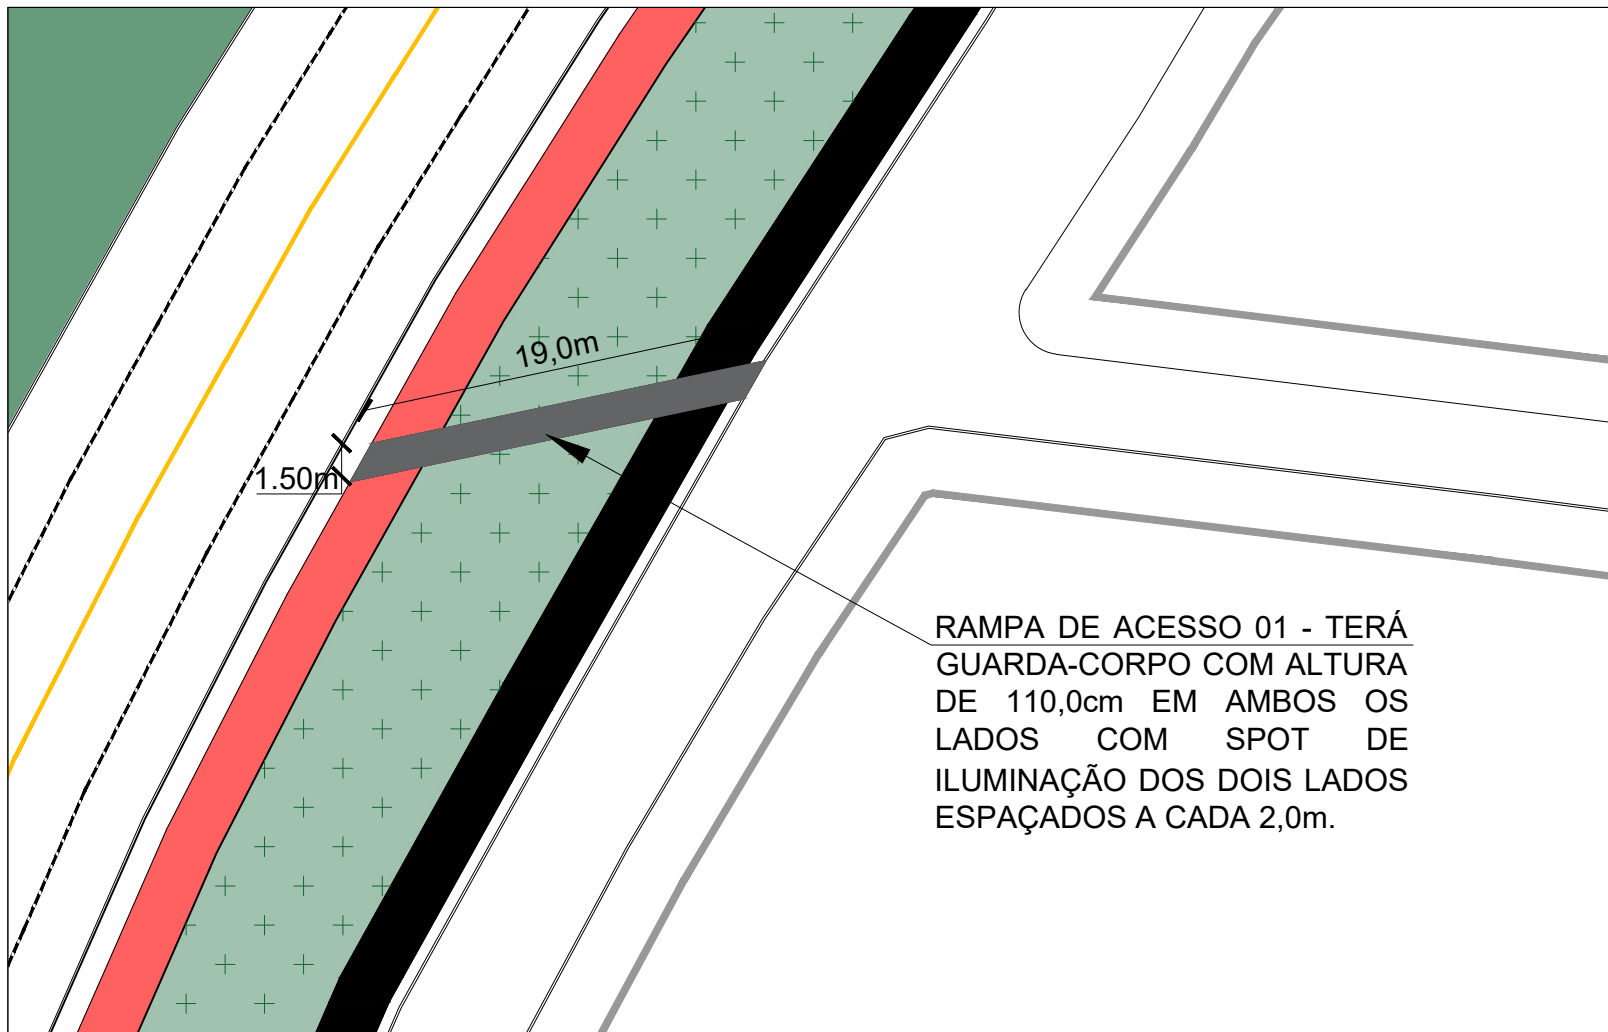 19,0m
1.50m
RAMPA DE ACESSO 01 - TERÁ
GUARDA-CORPO COM ALTURA
DE 110,0cm EM AMBOS OS
LADOS COM SPOT DE
ILUMINAÇÃO DOS DOIS LADOS
ESPAÇADOS A CADA 2,0m.